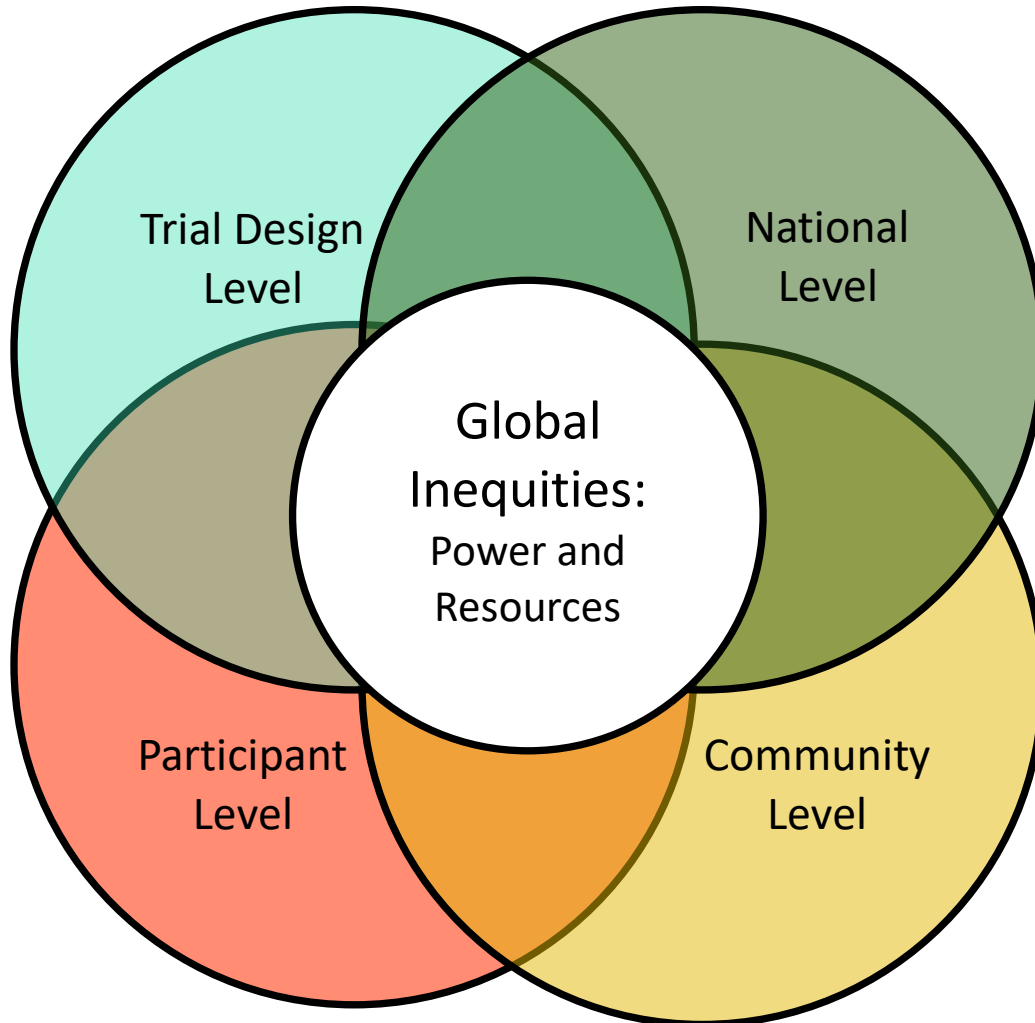 Trial Design
Level
National
Level
Global
Inequities:
Power and
Resources
Participant
Level
Community
Level